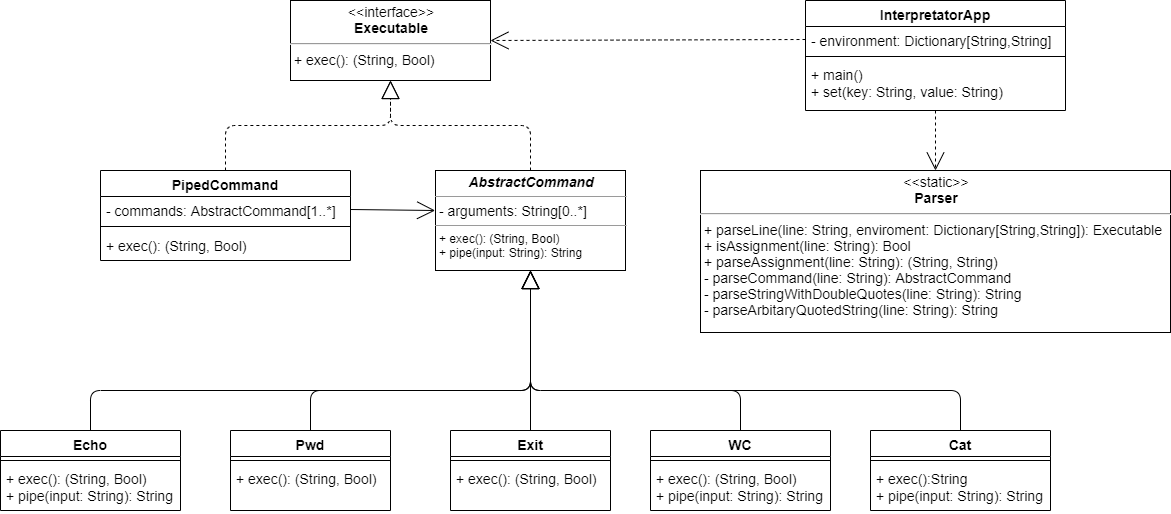 <<interface>>
Executable
+ exec(): (String, Bool)
InterpretatorApp
- environment: Dictionary[String,String]
+ main()
+ set(key: String, value: String)
PipedCommand
- commands: AbstractCommand[1..*]
+ exec(): (String, Bool)
AbstractCommand
- arguments: String[0..*]
+ exec(): (String, Bool)
+ pipe(input: String): String
<<static>>
Parser
+ parseLine(line: String, enviroment: Dictionary[String,String]): Executable
+ isAssignment(line: String): Bool
+ parseAssignment(line: String): (String, String)
- parseCommand(line: String): AbstractCommand
- parseStringWithDoubleQuotes(line: String): String
- parseArbitaryQuotedString(line: String): String
Echo
+ exec(): (String, Bool)
+ pipe(input: String): String
Pwd
+ exec(): (String, Bool)
Exit
+ exec(): (String, Bool)
WC
+ exec(): (String, Bool)
+ pipe(input: String): String
Cat
+ exec():String
+ pipe(input: String): String